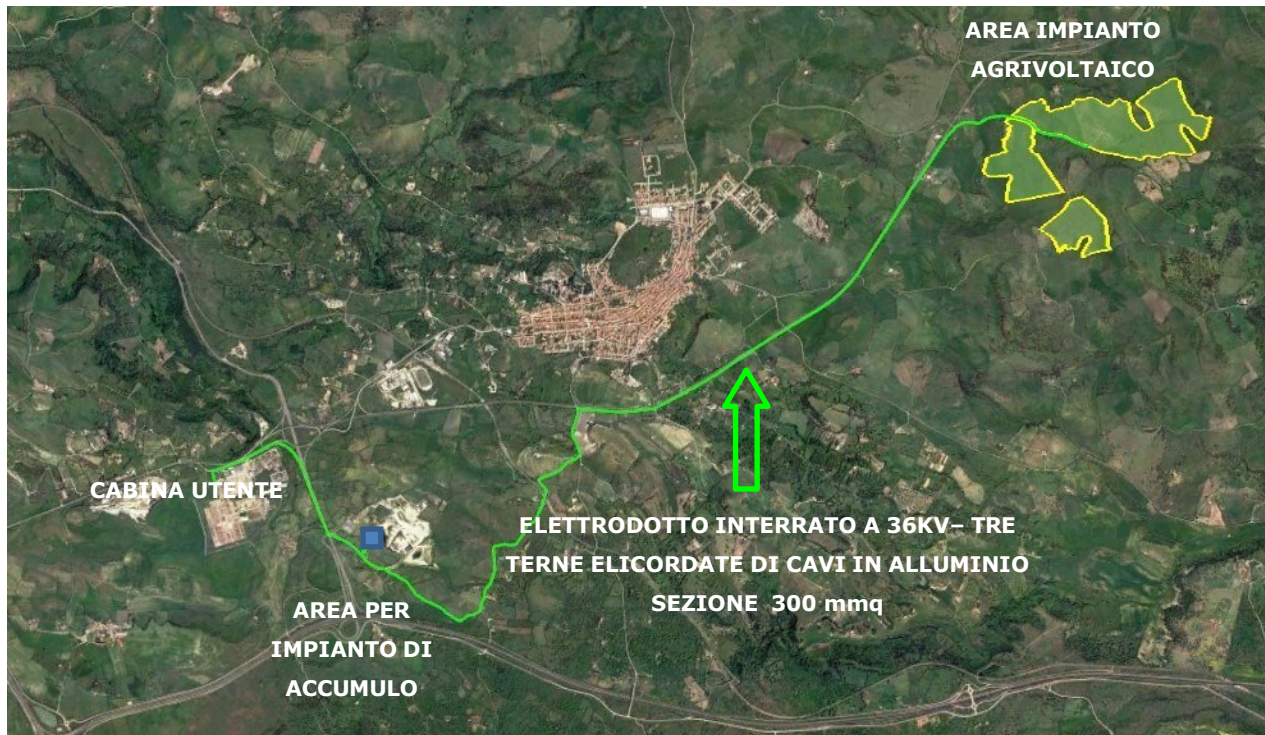 AREA IMPIANTO
AGRIVOLTAICO
CABINA UTENTE
ELETTRODOTTO INTERRATO A 36KV– TRE
TERNE ELICORDATE DI CAVI IN ALLUMINIO
SEZIONE 300 mmq
AREA PER
IMPIANTO DI
ACCUMULO